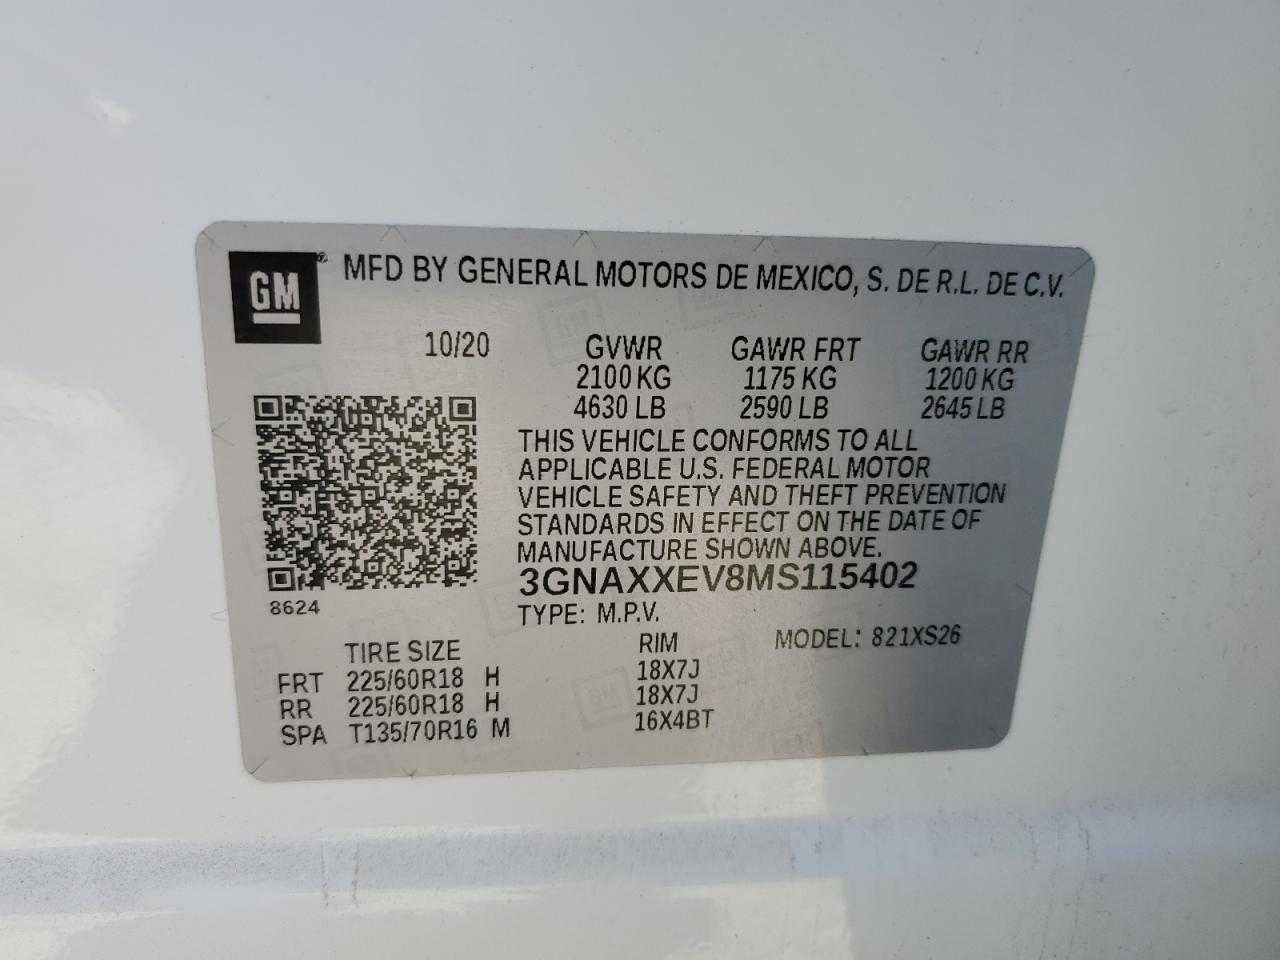 GM® MFD BY GENERAL MOTORS DE MEXICO, S. DE R.L. DE C.V.
10/20 GVWR GAWR FRT GAWR RR
2100 KG 1175 KG 1200 KG
4630 LB 2590 LB 2645 LB
THIS VEHICLE CONFORMS TO ALL
APPLICABLE U.S. FEDERAL MOTOR
VEHICLE SAFETY AND THEFT PREVENTION
STANDARDS IN EFFECT ON THE DATE OF
MANUFACTURE SHOWN ABOVE.
3GNAXXEV8MS115402
8624
TYPE: M.P.V.
TIRE SIZE RIM MODEL: 821XS26
FRT 225/60R18 H 18X7J
RR 225/60R18 H 18X7J
SPA T135/70R16 M 16X4BT